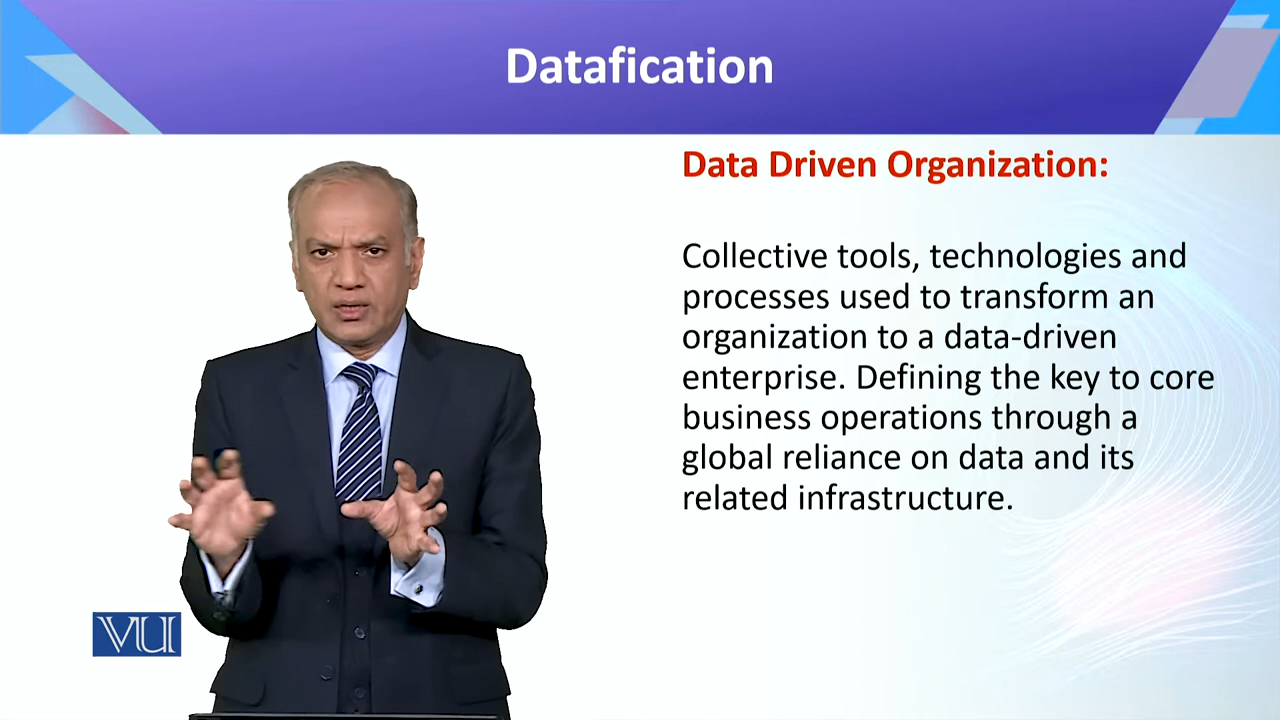 Datafication
Data Driven Organization:
Collective tools, technologies and
processes used to transform an
organization to a data-driven
enterprise. Defining the key to core
business operations through a
global reliance on data and its
related infrastructure.
VU